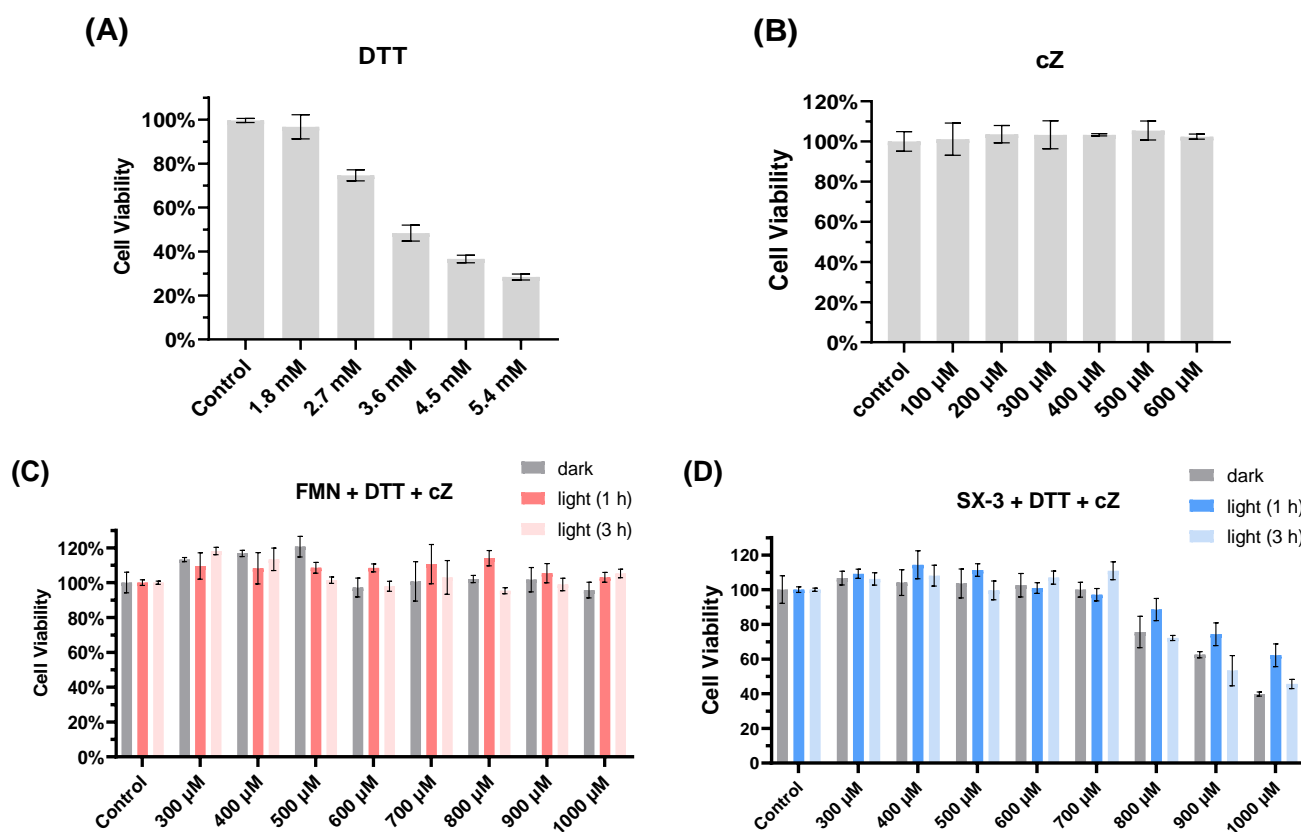 (A)
DTT
Cell Viability
100%
80%
60%
40%
20%
0%
Control
1.8 mM
2.7 mM
3.6 mM
4.5 mM
5.4 mM
(B)
cZ
Cell Viability
120%
100%
80%
60%
40%
20%
0%
control
100 µM
200 µM
300 µM
400 µM
500 µM
600 µM
(C)
FMN + DTT + cZ
dark
light (1 h)
light (3 h)
Cell Viability
120%
100%
80%
60%
40%
20%
0%
Control
300 µM
400 µM
500 µM
600 µM
700 µM
800 µM
900 µM
1000 µM
(D)
SX-3 + DTT + cZ
dark
light (1 h)
light (3 h)
Cell Viability
120
100
80
60
40
20
0
Control
300 µM
400 µM
500 µM
600 µM
700 µM
800 µM
900 µM
1000 µM